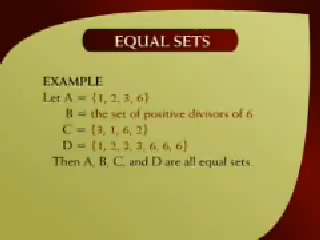 EQUAL SETS
EXAMPLE
Let A = {1, 2, 3, 6}
B = the set of positive divisors of 6
C = {3, 1, 6, 2}
D = {1, 2, 2, 3, 6, 6, 6}
Then A, B, C, and D are all equal sets.